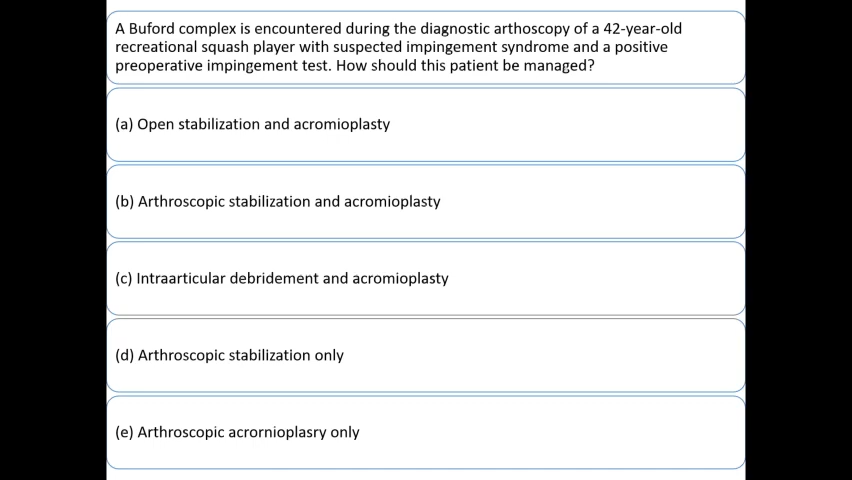 A Buford complex is encountered during the diagnostic arthoscopy of a 42-year-old
recreational squash player with suspected impingement syndrome and a positive
preoperative impingement test. How should this patient be managed?
(a) Open stabilization and acromioplasty
(b) Arthroscopic stabilization and acromioplasty
(c) Intraarticular debridement and acromioplasty
(d) Arthroscopic stabilization only
(e) Arthroscopic acrornioplasry only